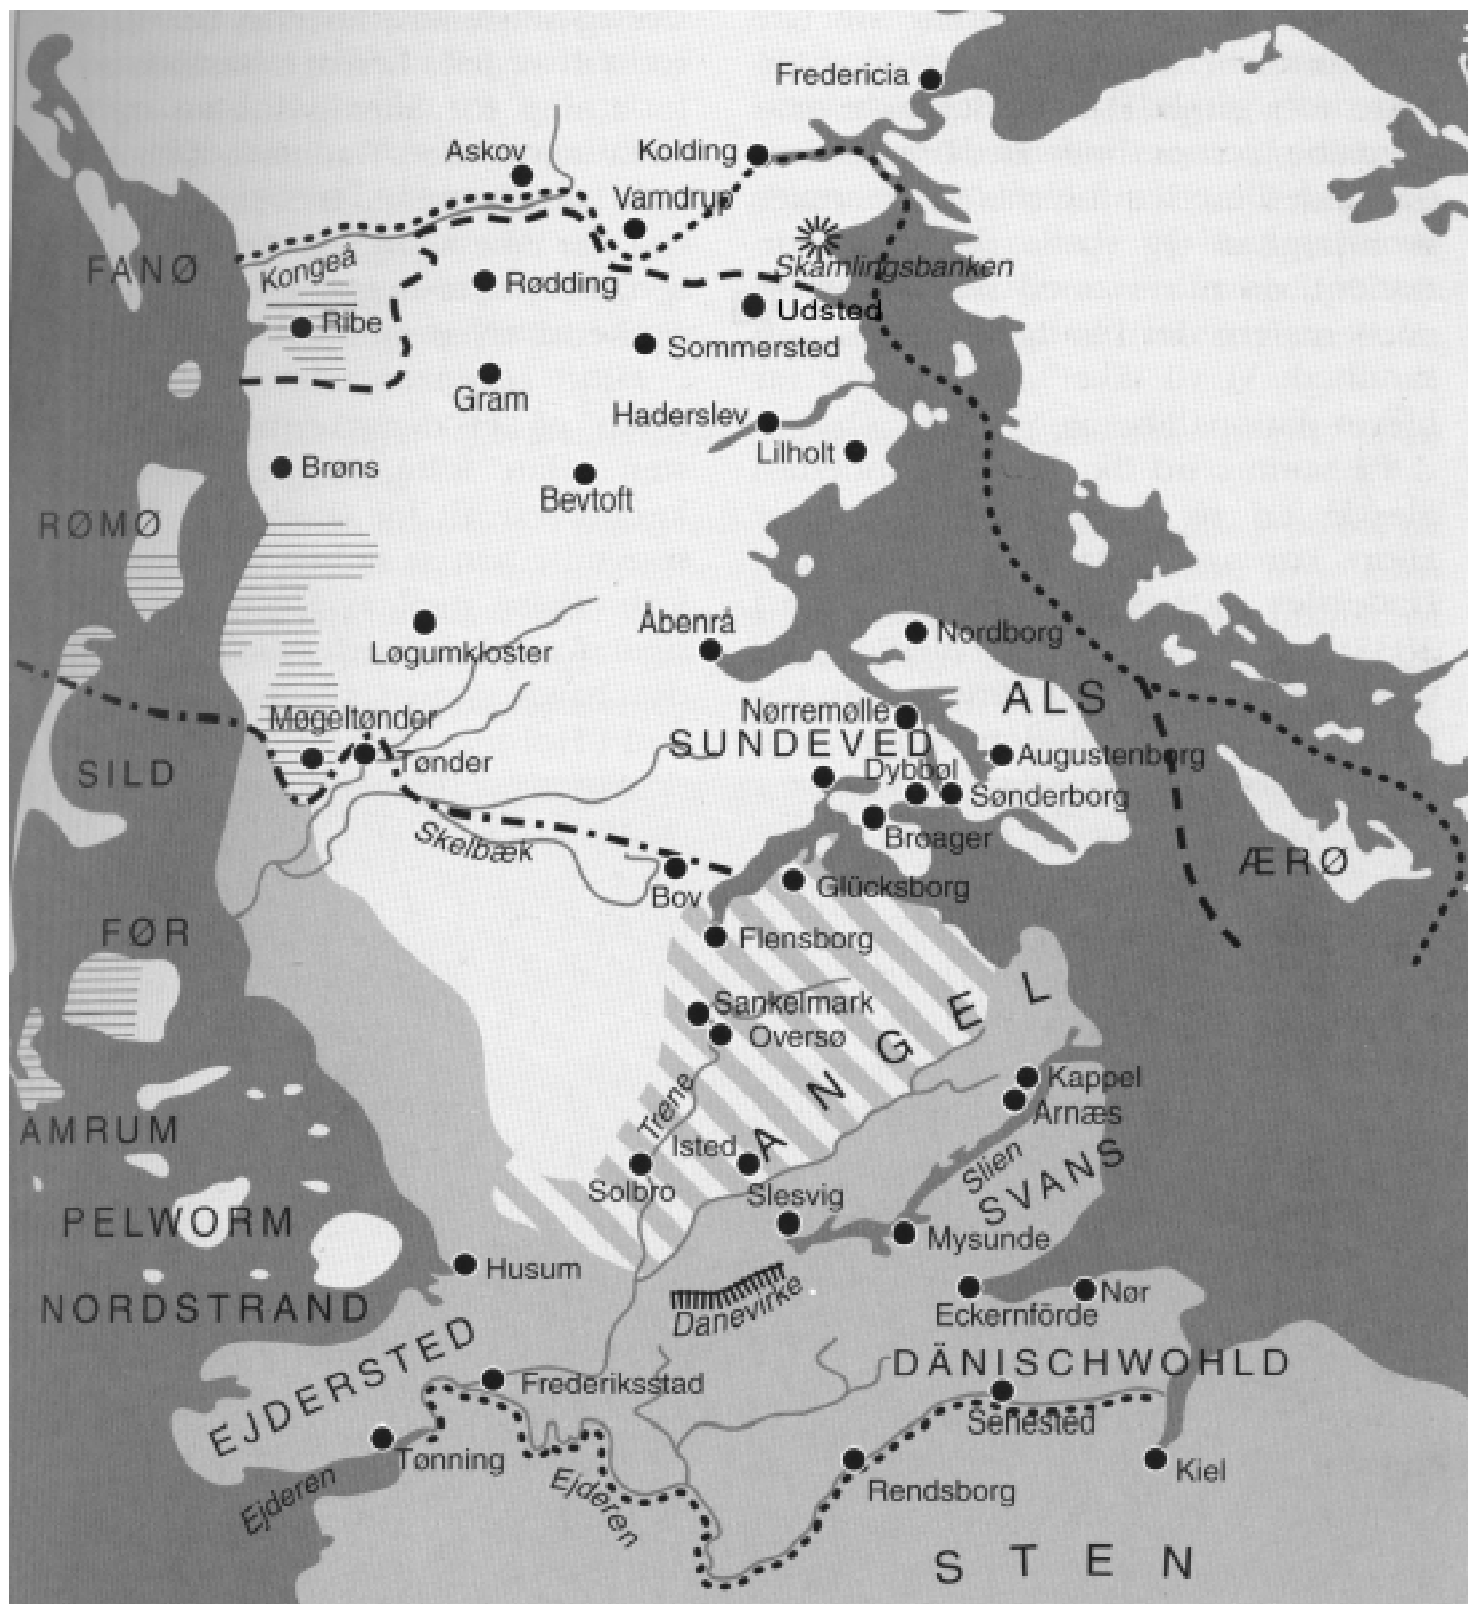 Fredericia
Askov
Kolding
Vamdrup
FANØ
Kongeå
Skamlingsbanken
Rødding
Udsted
Ribe
Sommersted
Gram
Haderslev
Lilholt
Brøns
Bevtoft
RØMØ
Åbenrå
Nordborg
Løgumkloster
ALS
Nørremølle
Møgeltønder
SUNDEVED
Augustenborg
Tønder
SILD
Dybbøl
Sønderborg
Broager
Skelbæk
ÆRØ
Bov
Glücksborg
FØR
Flensborg
ANGEL
Sankelmark
Oversø
Kappel
Arnæs
Trene
AMRUM
Isted
Slien
SVANS
Solbro
Slesvig
PELWORM
Mysunde
Husum
NORDSTRAND
Danevirke
Eckernförde
Nør
EJDERSTED
DÄNISCHWOHLD
Frederiksstad
Sehested
Tønning
Kiel
Ejderen
Ejderen
Rendsborg
STEN